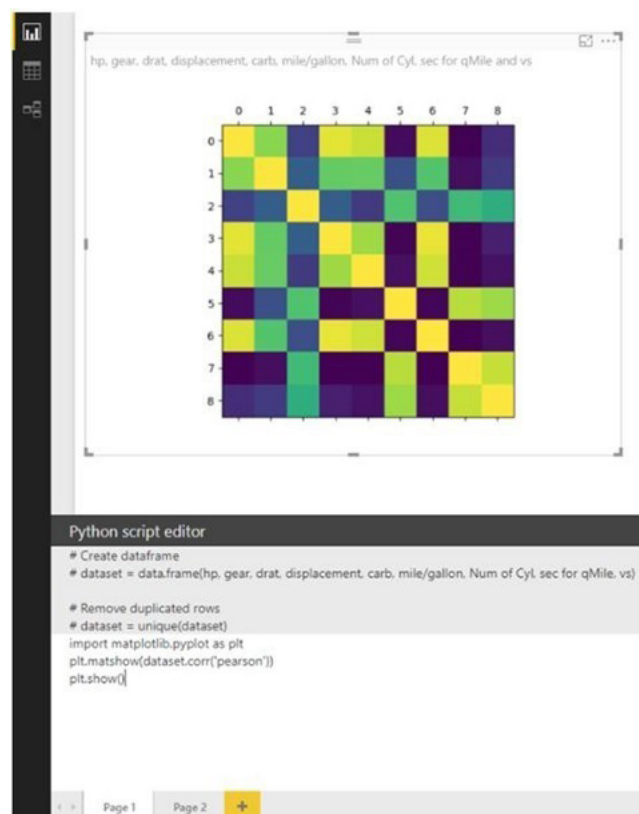 hp, gear, drat, displacement, carb, mile/gallon, Num of Cyl, sec for qMile and vs
0 1 2 3 4 5 6 7 8
0
1
2
3
4
5
6
7
8
Python script editor
# Create dataframe
# dataset = data.frame(hp, gear, drat, displacement, carb, mile/gallon, Num of Cyl, sec for qMile, vs)
# Remove duplicated rows
# dataset = unique(dataset)
import matplotlib.pyplot as plt
plt.matshow(dataset.corr('pearson'))
plt.show()
Page 1 Page 2 +